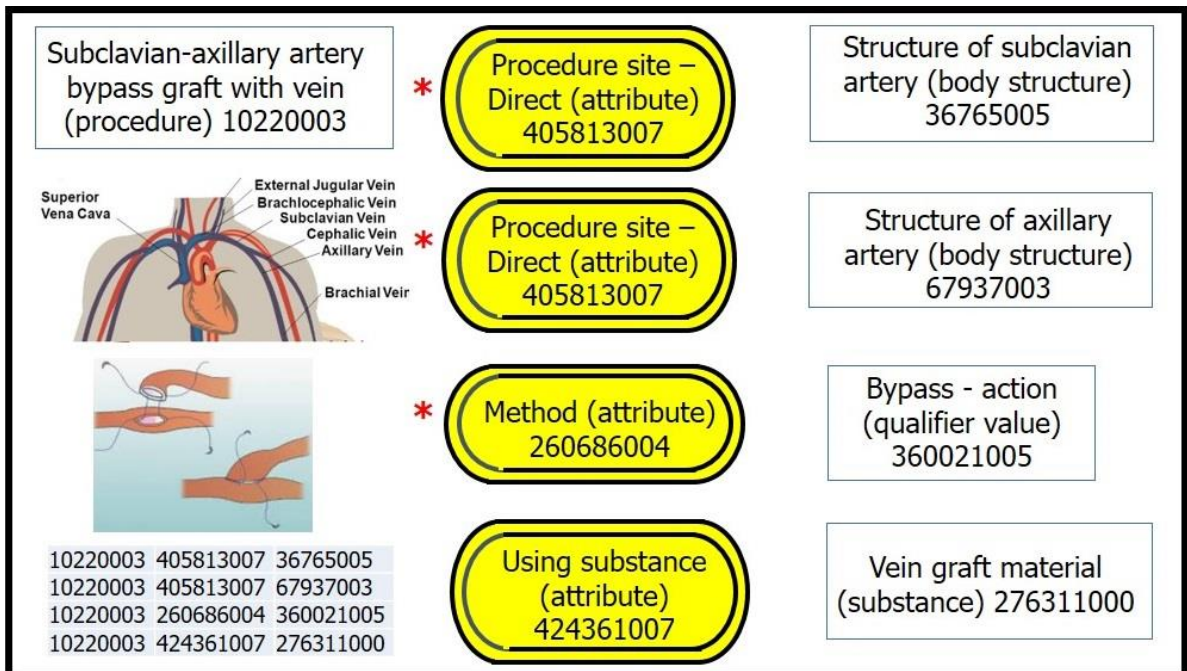 Subclavian-axillary artery
bypass graft with vein
(procedure) 10220003
*
Procedure site –
Direct (attribute)
405813007
Structure of subclavian
artery (body structure)
36765005
Superior
Vena Cava
External Jugular Vein
Brachlocephalic Vein
Subclavian Vein
Cephalic Vein
Axillary Vein
Brachial Vein
*
Procedure site –
Direct (attribute)
405813007
Structure of axillary
artery (body structure)
67937003
*
Method (attribute)
260686004
Bypass - action
(qualifier value)
360021005
10220003 405813007 36765005
10220003 405813007 67937003
10220003 260686004 360021005
10220003 424361007 276311000
Using substance
(attribute)
424361007
Vein graft material
(substance) 276311000